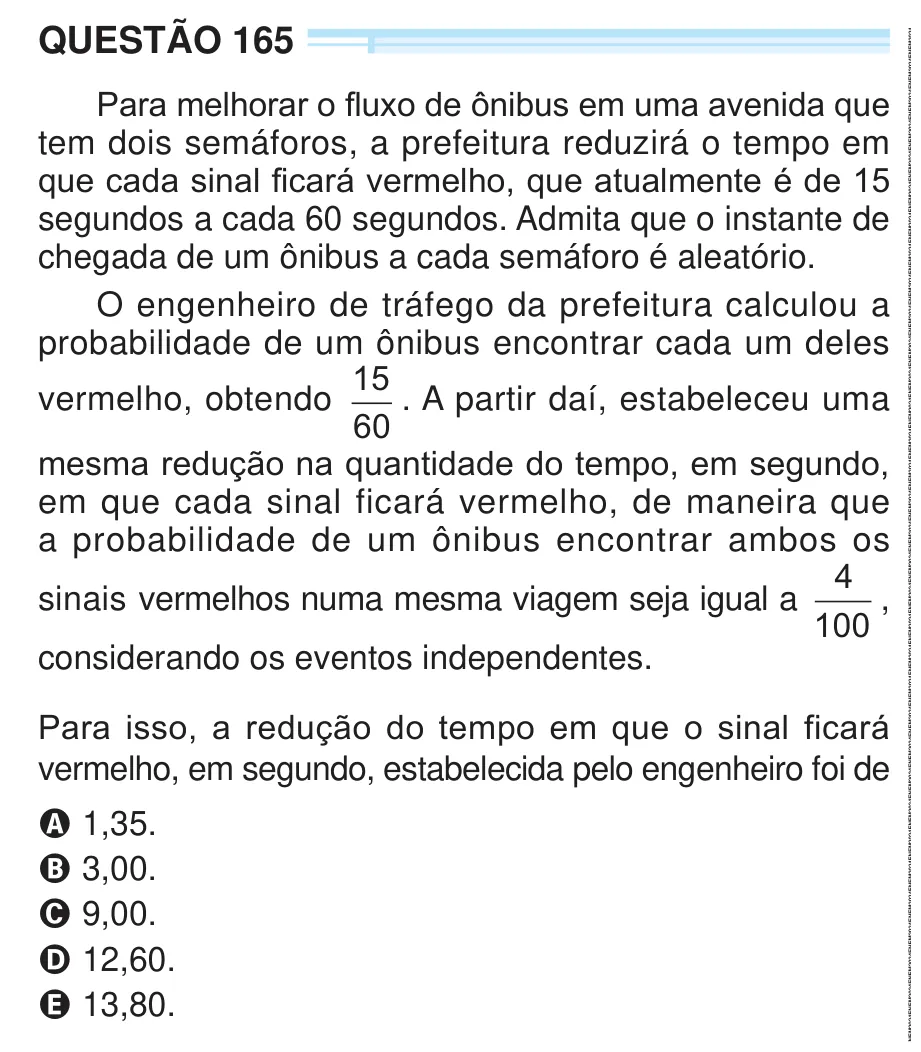 QUESTÃO 165
Para melhorar o fluxo de ônibus em uma avenida que
tem dois semáforos, a prefeitura reduzirá o tempo em
que cada sinal ficará vermelho, que atualmente é de 15
segundos a cada 60 segundos. Admita que o instante de
chegada de um ônibus a cada semáforo é aleatório.
O engenheiro de tráfego da prefeitura calculou a
probabilidade de um ônibus encontrar cada um deles
vermelho, obtendo 15/60. A partir daí, estabeleceu uma
mesma redução na quantidade do tempo, em segundo,
em que cada sinal ficará vermelho, de maneira que
a probabilidade de um ônibus encontrar ambos os
sinais vermelhos numa mesma viagem seja igual a 4/100,
considerando os eventos independentes.
Para isso, a redução do tempo em que o sinal ficará
vermelho, em segundo, estabelecida pelo engenheiro foi de
A 1,35.
B 3,00.
C 9,00.
D 12,60.
E 13,80.